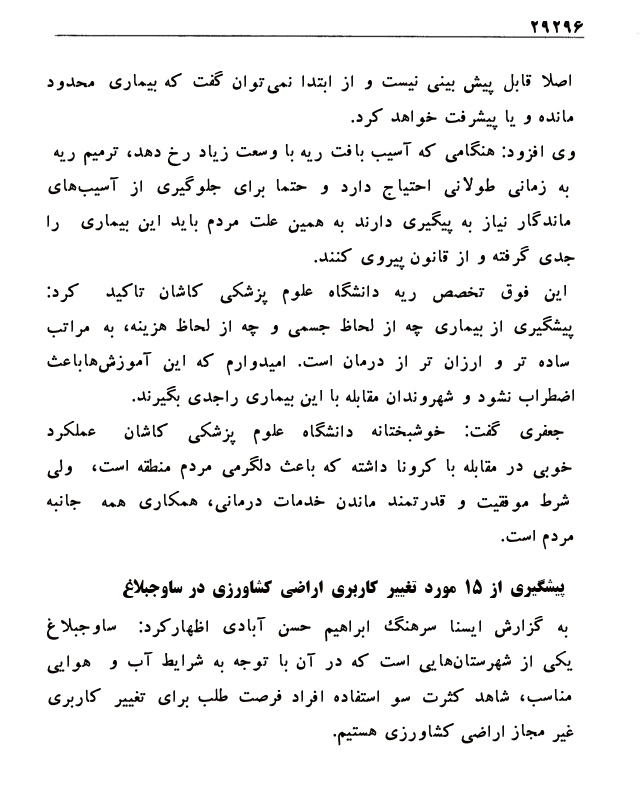 ۲۹۲۹۶
اصلا قابل پیش بینی نیست و از ابتدا نمی‌توان گفت که بیماری محدود
مانده و یا پیشرفت خواهد کرد.
وی افزود: هنگامی که آسیب بافت ریه با وسعت زیاد رخ دهد، ترمیم ریه
به زمانی طولانی احتیاج دارد و حتما برای جلوگیری از آسیب‌های
ماندگار نیاز به پیگیری دارند به همین علت مردم باید این بیماری را
جدی گرفته و از قانون پیروی کنند.
این فوق تخصص ریه دانشگاه علوم پزشکی کاشان تاکید کرد:
پیشگیری از بیماری چه از لحاظ جسمی و چه از لحاظ هزینه، به مراتب
ساده تر و ارزان تر از درمان است. امیدوارم که این آموزش‌هاباعث
اضطراب نشود و شهروندان مقابله با این بیماری راجدی بگیرند.
جعفری گفت: خوشبختانه دانشگاه علوم پزشکی کاشان عملکرد
خوبی در مقابله با کرونا داشته که باعث دلگرمی مردم منطقه است، ولی
شرط موفقیت و قدرتمند ماندن خدمات درمانی، همکاری همه جانبه
مردم است.
پیشگیری از ۱۵ مورد تغییر کاربری اراضی کشاورزی در ساوجبلاغ
به گزارش ایسنا سرهنگ ابراهیم حسن آبادی اظهارکرد: ساوجبلاغ
یکی از شهرستان‌هایی است که در آن با توجه به شرایط آب و هوایی
مناسب، شاهد کثرت سو استفاده افراد فرصت طلب برای تغییر کاربری
غیر مجاز اراضی کشاورزی هستیم.